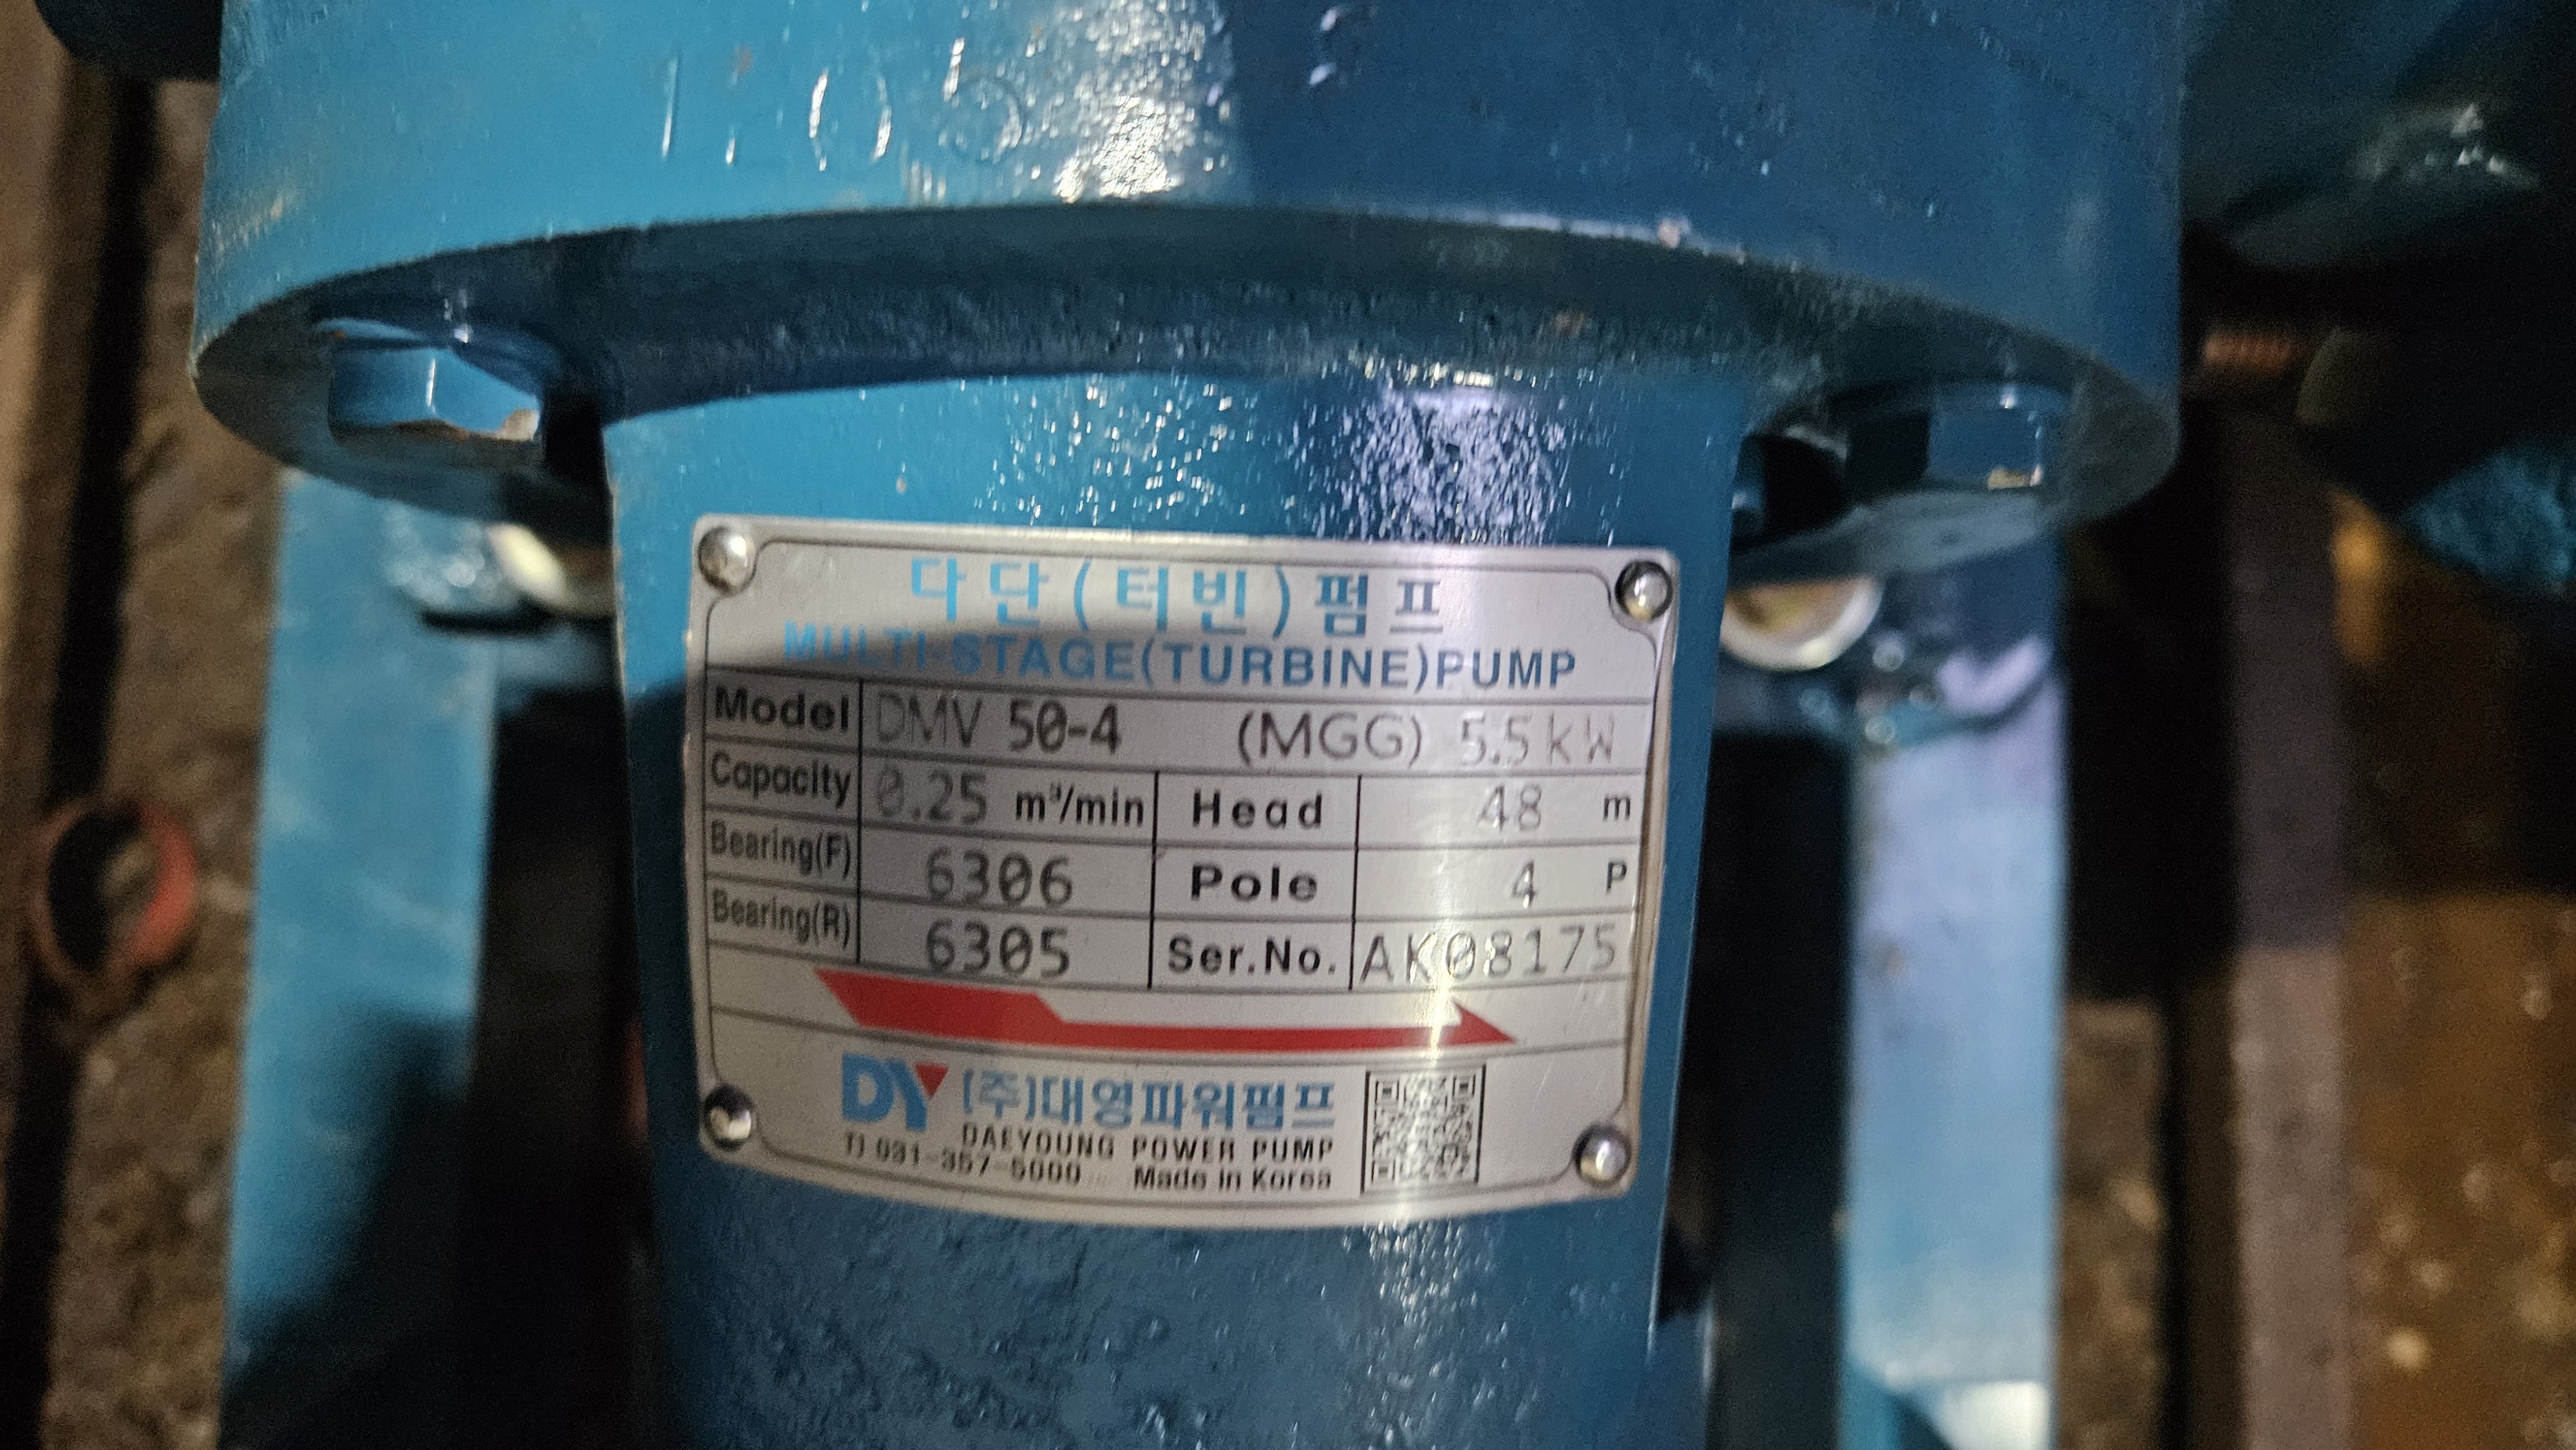 1.05
다단(터빈)펌프
MULTI-STAGE(TURBINE)PUMP
Model DMV 50-4 (MGG) 5.5kW
Capacity 0.25 m³/min Head 48 m
Bearing(F) 6306 Pole 4 P
Bearing(R) 6305 Ser.No. AK08175
DY (주)대영파워펌프
DAEYOUNG POWER PUMP
T) 031-357-5000 Made in Korea